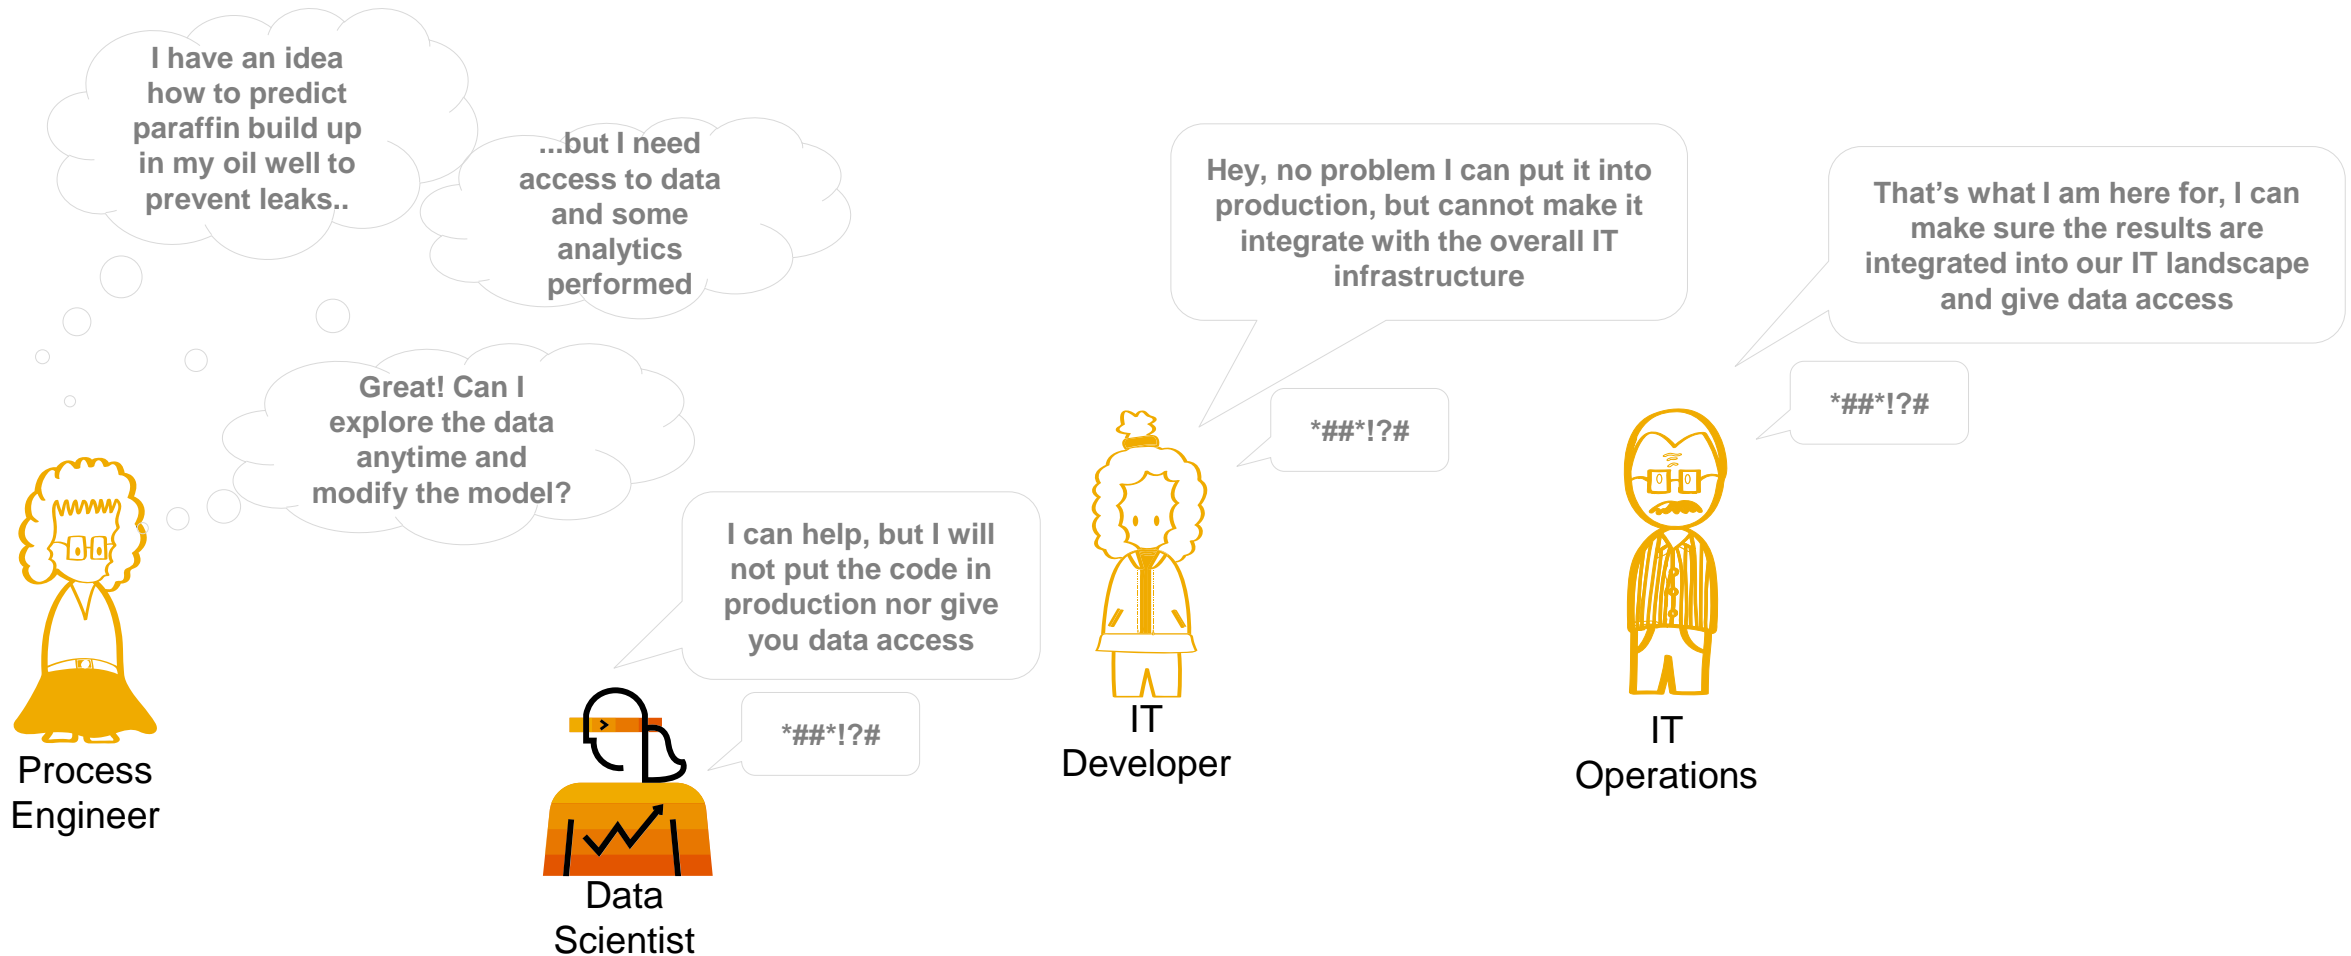 I have an idea
how to predict
paraffin build up
in my oil well to
prevent leaks..
...but I need
access to data
and some
analytics
performed
Great! Can I
explore the data
anytime and
modify the model?
Process
Engineer
I can help, but I will
not put the code in
production nor give
you data access
*##*!?#
Data
Scientist
Hey, no problem I can put it into
production, but cannot make it
integrate with the overall IT
infrastructure
*##*!?#
IT
Developer
That’s what I am here for, I can
make sure the results are
integrated into our IT landscape
and give data access
*##*!?#
IT
Operations